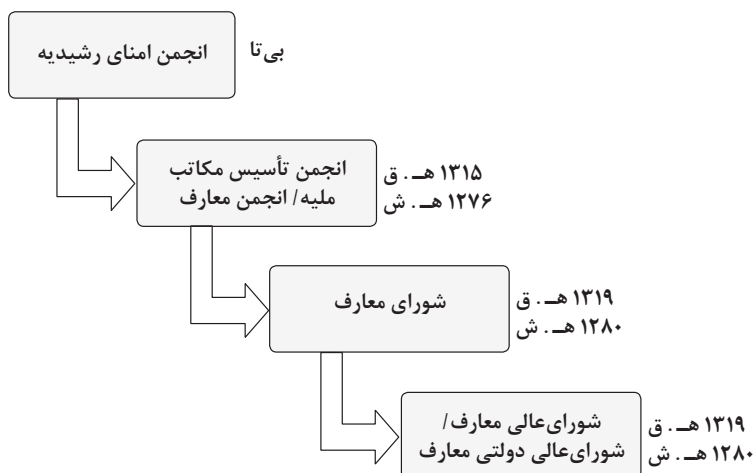 انجمن امنای رشیدیه
بی‌تا
انجمن تأسیس مکاتب
ملیه/ انجمن معارف
۱۳۱۵ هـ . ق
۱۲۷۶ هـ . ش
شورای معارف
۱۳۱۹ هـ . ق
۱۲۸۰ هـ . ش
شورای‌عالی معارف/
شورای‌عالی دولتی معارف
۱۳۱۹ هـ . ق
۱۲۸۰ هـ . ش